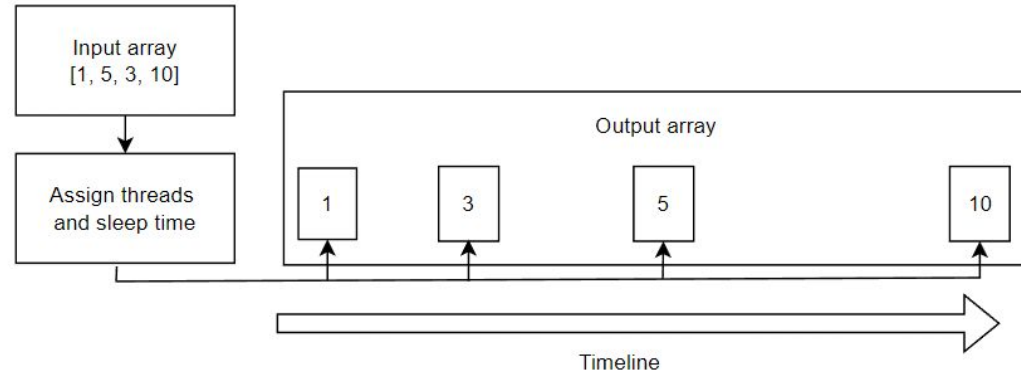 Input array
[1, 5, 3, 10]
Assign threads
and sleep time
Output array
1
3
5
10
Timeline